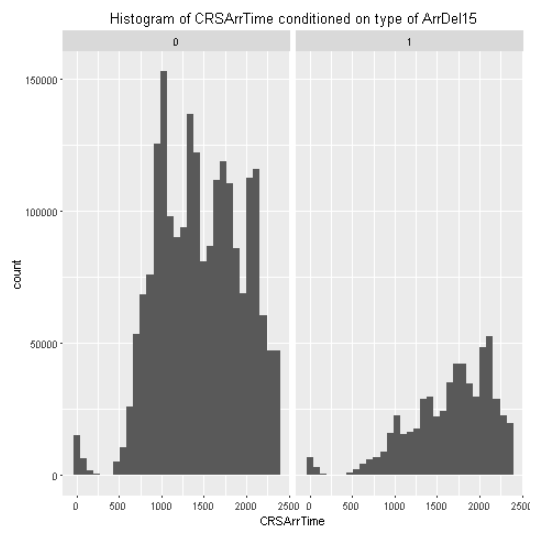 Histogram of CRSArrTime conditioned on type of ArrDel15
0 1
150000
100000
50000
0
count
0 500 1000 1500 2000 2500 0 500 1000 1500 2000 2500
CRSArrTime